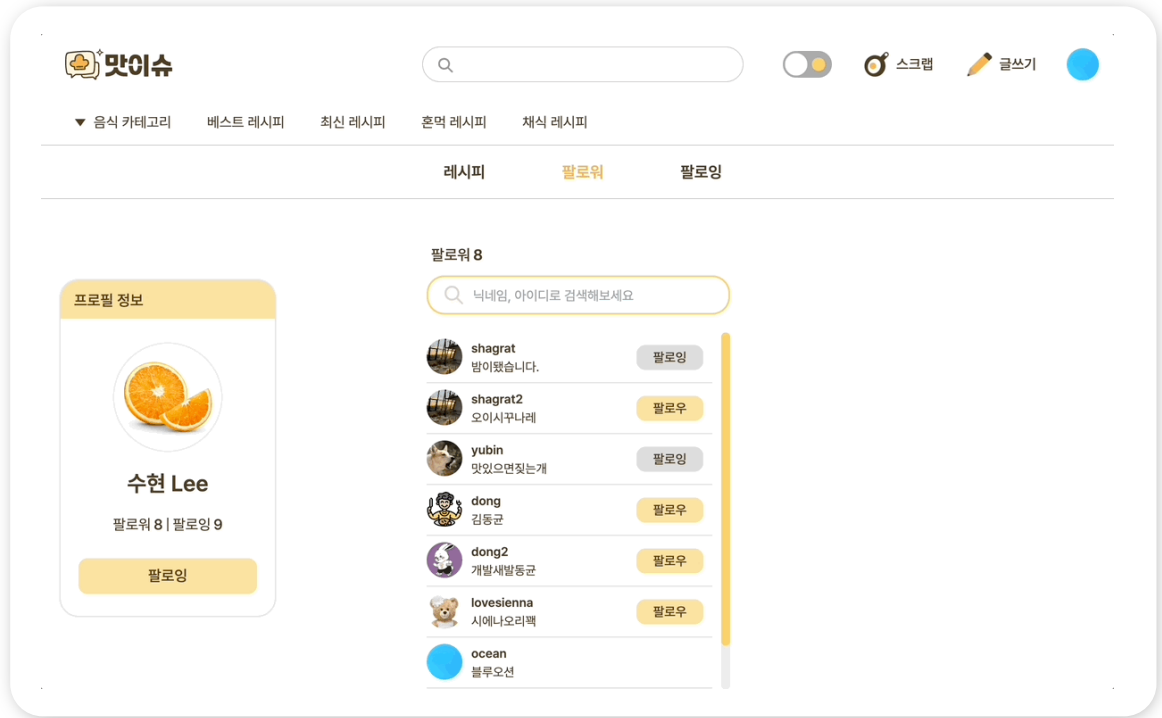 맛이슈
스크랩
글쓰기
▼ 음식 카테고리 베스트 레시피 최신 레시피 혼먹 레시피 채식 레시피
레시피 팔로워 팔로잉
프로필 정보
수현 Lee
팔로워 8 | 팔로잉 9
팔로잉
팔로워 8
닉네임, 아이디로 검색해보세요
shagrat
밤이됐습니다.
팔로잉
shagrat2
오이시꾸나레
팔로우
yubin
맛있으면짖는개
팔로잉
dong
김동균
팔로우
dong2
개발새발동균
팔로우
lovesienna
시에나오리꽥
팔로우
ocean
블루오션